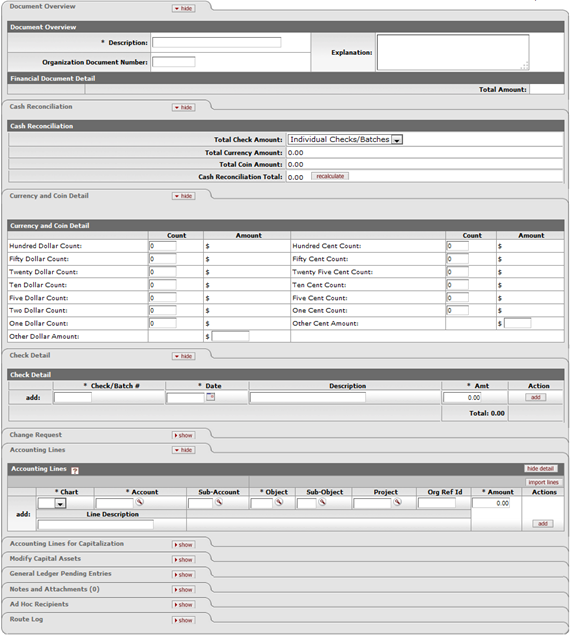 Document Overview hide
Document Overview
* Description:
Explanation:
Organization Document Number:
Financial Document Detail
Total Amount:
Cash Reconciliation hide
Cash Reconciliation
Total Check Amount: Individual Checks/Batches
Total Currency Amount: 0.00
Total Coin Amount: 0.00
Cash Reconciliation Total: 0.00 recalculate
Currency and Coin Detail hide
Currency and Coin Detail
Count Amount Count Amount
Hundred Dollar Count: 0 $ Hundred Cent Count: 0 $
Fifty Dollar Count: 0 $ Fifty Cent Count: 0 $
Twenty Dollar Count: 0 $ Twenty Five Cent Count: 0 $
Ten Dollar Count: 0 $ Ten Cent Count: 0 $
Five Dollar Count: 0 $ Five Cent Count: 0 $
Two Dollar Count: 0 $ One Cent Count: 0 $
One Dollar Count: 0 $ Other Cent Amount: $
Other Dollar Amount: $
Check Detail hide
Check Detail
* Check/Batch # * Date Description * Amt Action
add: 0.00 add
Total: 0.00
Change Request show
Accounting Lines hide
Accounting Lines ? hide detail
import lines
* Chart * Account Sub-Account * Object Sub-Object Project Org Ref Id * Amount Actions
add: 0.00
Line Description
add
Accounting Lines for Capitalization show
Modify Capital Assets show
General Ledger Pending Entries show
Notes and Attachments (0) show
Ad Hoc Recipients show
Route Log show